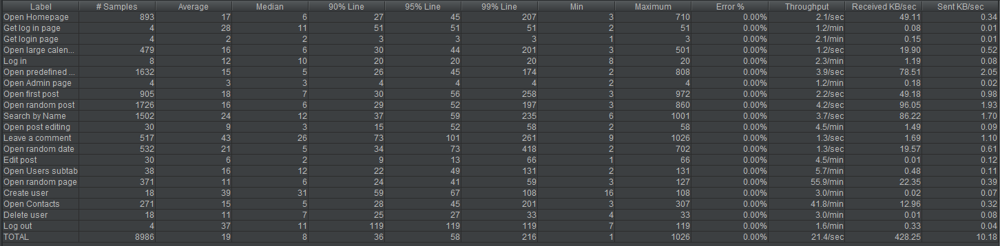 Label # Samples Average Median 90% Line 95% Line 99% Line Min Maximum Error % Throughput Received KB/sec Sent KB/sec
Open Homepage 893 17 6 27 45 207 3 710 0.00% 2.1/sec 49.11 0.34
Get log in page 4 28 11 51 51 51 2 51 0.00% 1.2/min 0.08 0.01
Get login page 4 2 2 3 3 3 1 3 0.00% 2.1/min 0.15 0.01
Open large calen... 479 16 6 30 44 201 3 501 0.00% 1.2/sec 19.90 0.52
Log in 8 12 10 20 20 20 8 20 0.00% 2.3/min 1.19 0.08
Open predefined ... 1632 15 5 26 45 174 2 808 0.00% 3.9/sec 78.51 2.05
Open Admin page 4 3 3 4 4 4 2 4 0.00% 1.2/min 0.18 0.02
Open first post 905 18 7 30 56 258 3 972 0.00% 2.2/sec 49.18 0.98
Open random post 1726 16 6 29 52 197 3 860 0.00% 4.2/sec 96.05 1.93
Search by Name 1502 24 12 37 59 235 6 1001 0.00% 3.7/sec 86.22 1.70
Open post editing 30 9 3 15 52 58 2 58 0.00% 4.5/min 1.49 0.09
Leave a comment 517 43 26 73 101 261 9 1026 0.00% 1.3/sec 1.69 1.10
Open random date 532 21 5 34 73 418 2 702 0.00% 1.3/sec 19.57 0.61
Edit post 30 6 2 9 13 66 1 66 0.00% 4.5/min 0.01 0.12
Open Users subtab 38 16 12 22 49 131 2 131 0.00% 5.7/min 0.48 0.11
Open random page 371 11 6 24 41 59 3 127 0.00% 55.9/min 22.35 0.39
Create user 18 39 31 59 67 108 16 108 0.00% 3.0/min 0.02 0.07
Open Contacts 271 15 5 28 45 201 3 307 0.00% 41.8/min 12.96 0.32
Delete user 18 11 7 25 27 33 4 33 0.00% 3.0/min 0.01 0.08
Log out 4 37 11 119 119 119 7 119 0.00% 1.6/min 0.33 0.04
TOTAL 8986 19 8 36 58 216 1 1026 0.00% 21.4/sec 428.25 10.18